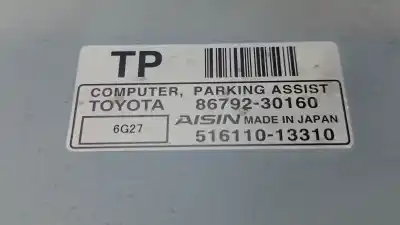 TP
COMPUTER, PARKING ASSIST
TOYOTA 86792-30160
6G27 AISIN MADE IN JAPAN
516110-13310